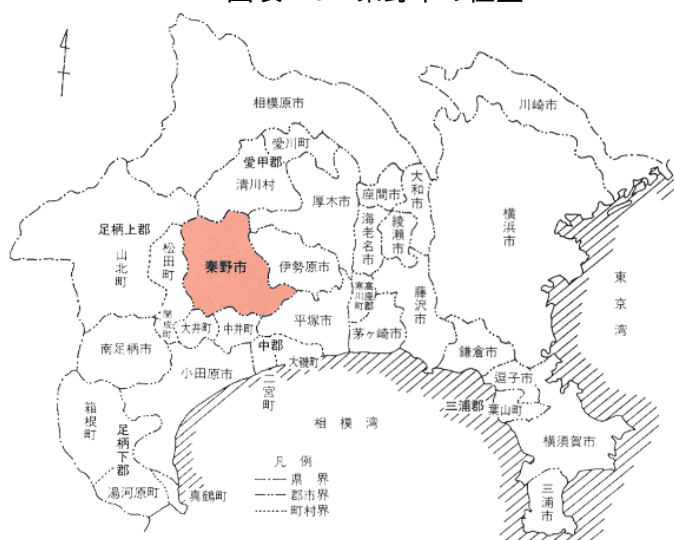 相模原市
川崎市
愛川町
愛甲郡
清川村
厚木市
座間市
大和市
海老名市
綾瀬市
横浜市
足柄上郡
山北町
松田町
秦野市
伊勢原市
東京湾
寒川町
高座郡
藤沢市
開成町
大井町
中井町
平塚市
茅ヶ崎市
南足柄市
中郡
大磯町
鎌倉市
小田原市
二宮町
逗子市
三浦郡
葉山町
箱根町
足柄下郡
相模湾
横須賀市
湯河原町
真鶴町
三浦市
凡例
県界
郡市界
町村界